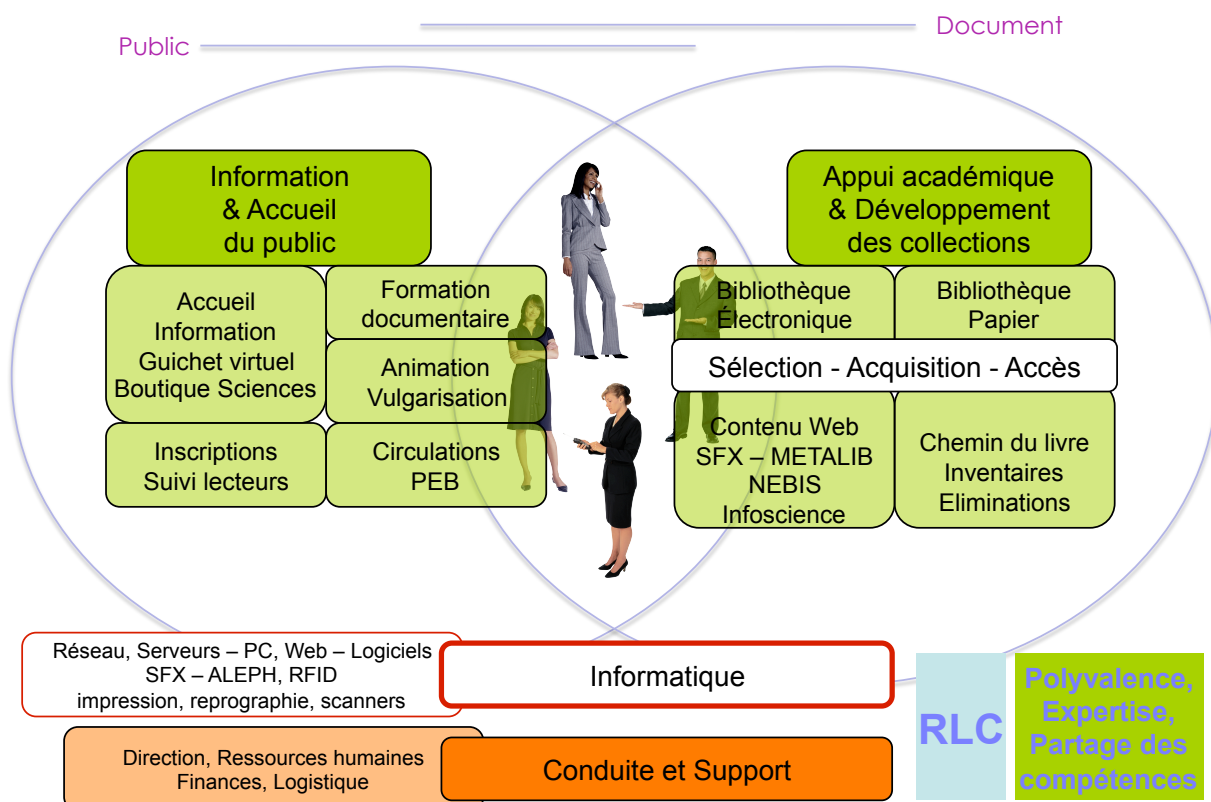 Document
Public
Information
& Accueil
du public
Appui académique
& Développement
des collections
Accueil
Information
Guichet virtuel
Boutique Sciences
Formation
documentaire
Animation
Vulgarisation
Inscriptions
Suivi lecteurs
Circulations
PEB
Bibliothèque
Électronique
Bibliothèque
Papier
Sélection - Acquisition - Accès
Contenu Web
SFX – METALIB
NEBIS
Infoscience
Chemin du livre
Inventaires
Eliminations
Réseau, Serveurs – PC, Web – Logiciels
SFX – ALEPH, RFID
impression, reprographie, scanners
Informatique
Direction, Ressources humaines
Finances, Logistique
Conduite et Support
RLC
Polyvalence,
Expertise,
Partage des
compétences